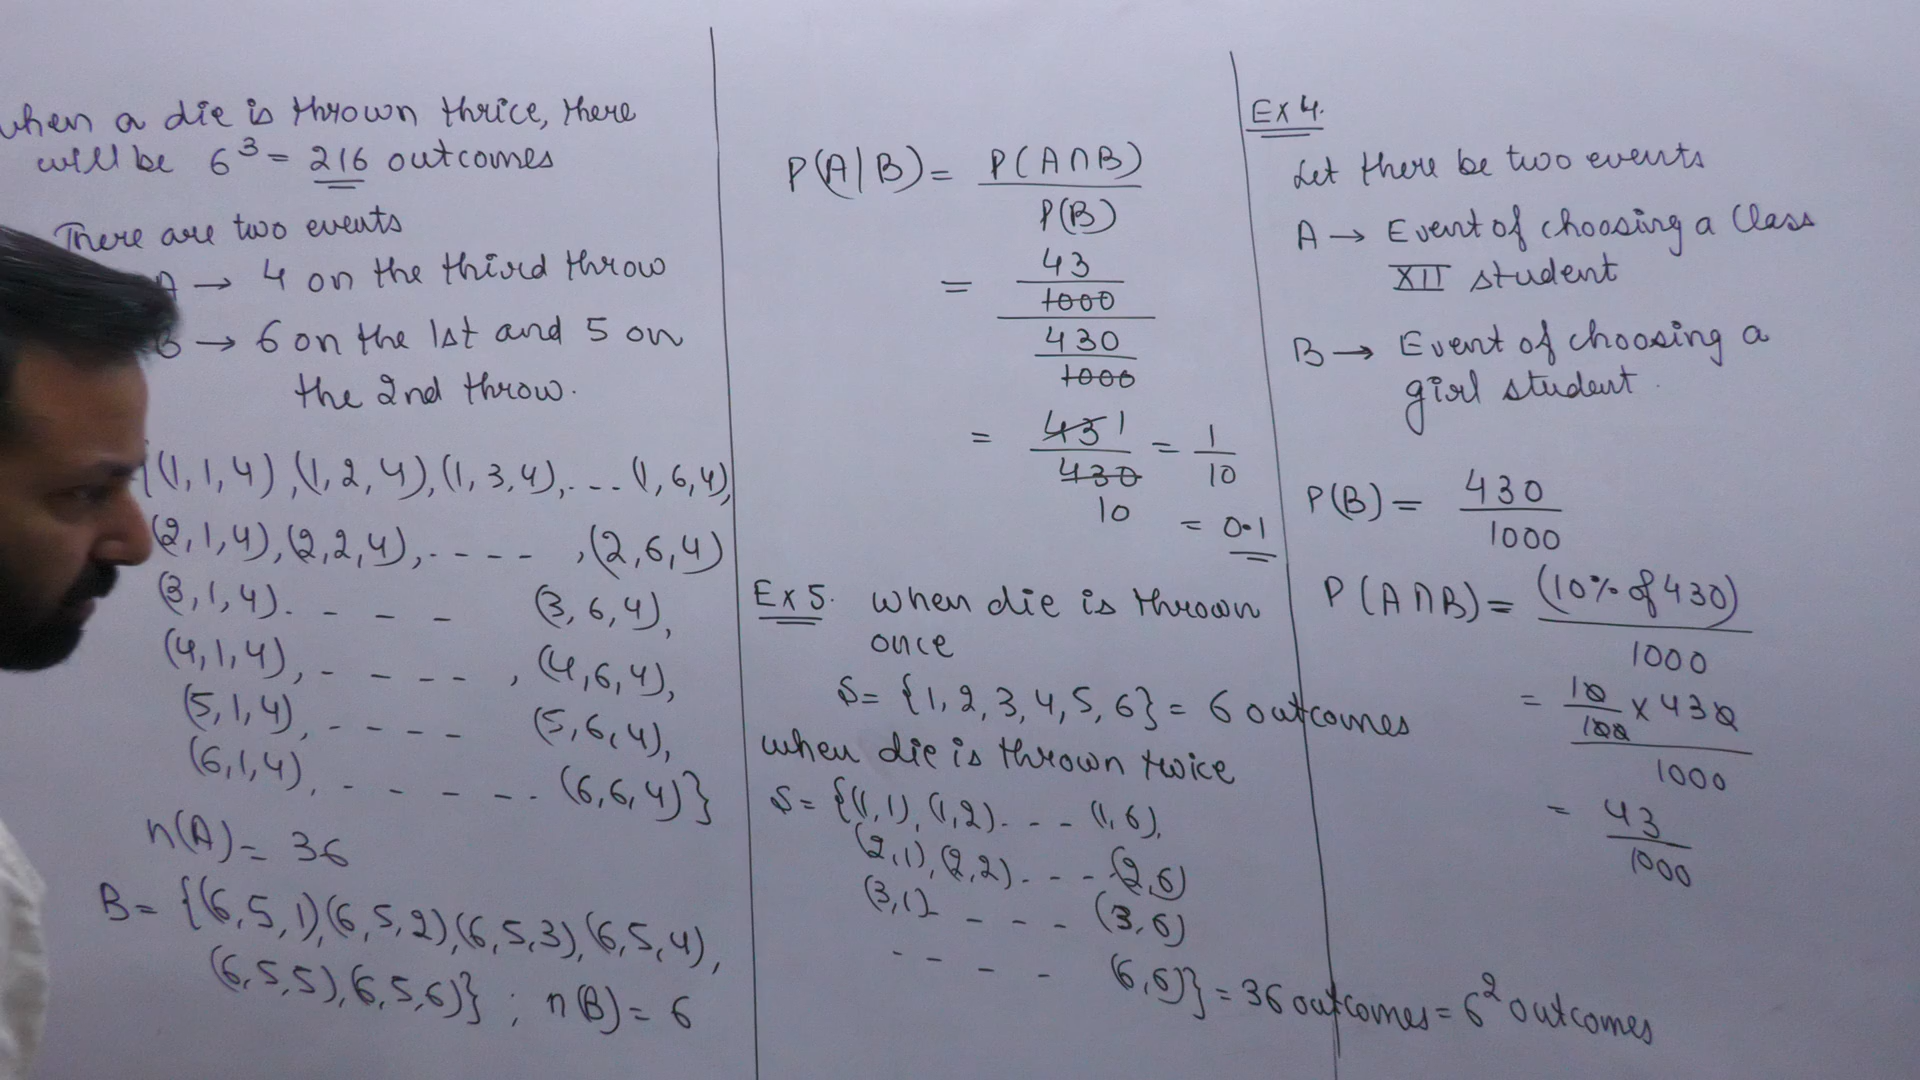 when a die is thrown thrice, there
will be 6³ = 216 outcomes
There are two events
A → 4 on the third throw
B → 6 on the 1st and 5 on
the 2nd throw.
{(1,1,4),(1,2,4),(1,3,4),...(1,6,4),
(2,1,4),(2,2,4),-----,(2,6,4)
(3,1,4).--- (3,6,4),
(4,1,4),-----,(4,6,4),
(5,1,4),---- (5,6,4),
(6,1,4),------(6,6,4)}
n(A) = 36
B = {(6,5,1),(6,5,2),(6,5,3),(6,5,4),
(6,5,5),(6,5,6)} ; n(B) = 6
P(A|B) = P(A∩B)
P(B)
= 43
1000
430
1000
= 43 1 = 1
430 10
10 = 0.1
Ex 5. when die is thrown
once
S = {1,2,3,4,5,6} = 6 outcomes
when die is thrown twice
S = {(1,1),(1,2)---(1,6),
(2,1),(2,2)----(2,6)
(3,1)---- (3,6)
---- (6,6)} = 36 outcomes = 6² outcomes
Ex 4.
Let there be two events
A → Event of choosing a Class
XII student
B → Event of choosing a
girl student.
P(B) = 430
1000
P(A∩B) = (10% of 430)
1000
= 10 × 430
100
1000
= 43
1000